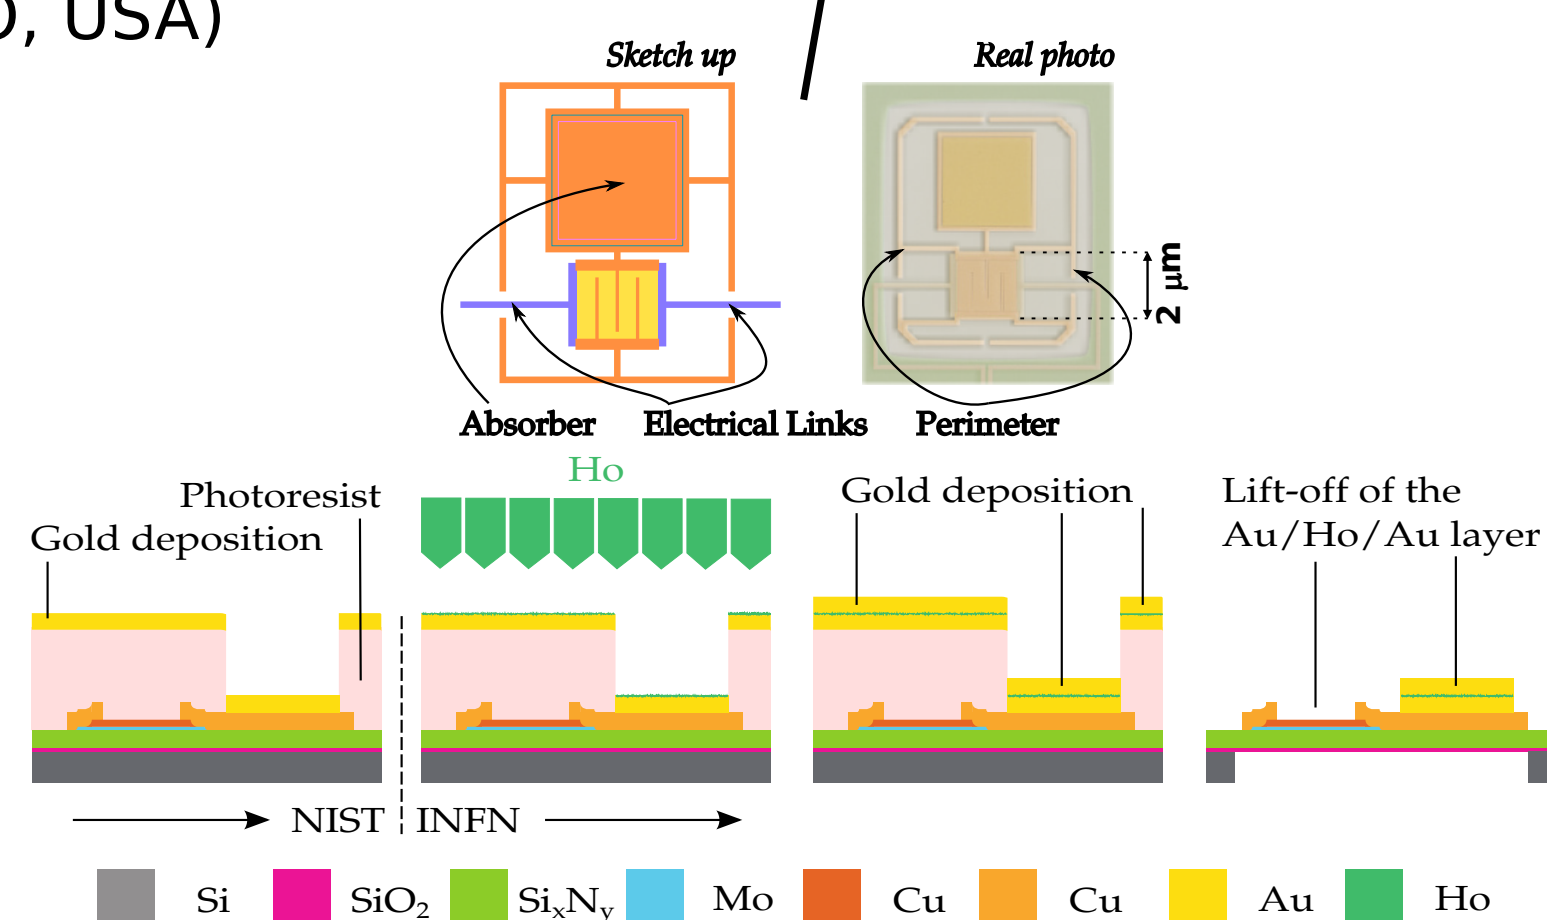 D, USA)
Sketch up
Real photo
2 μm
Absorber
Electrical Links
Perimeter
Ho
Photoresist
Gold deposition
Gold deposition
Lift-off of the
Au/Ho/Au layer
NIST
INFN
Si
SiO₂
SiₓNᵧ
Mo
Cu
Cu
Au
Ho